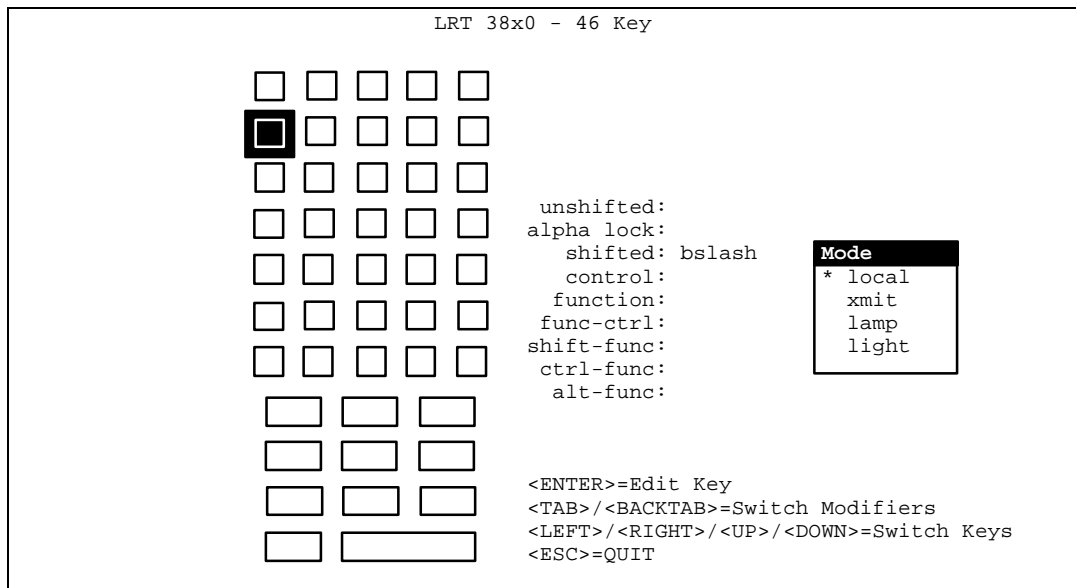 LRT 38x0 - 46 Key
unshifted:
alpha lock:
shifted: bslash
control:
function:
func-ctrl:
shift-func:
ctrl-func:
alt-func:
Mode
* local
xmit
lamp
light
<ENTER>=Edit Key
<TAB>/<BACKTAB>=Switch Modifiers
<LEFT>/<RIGHT>/<UP>/<DOWN>=Switch Keys
<ESC>=QUIT